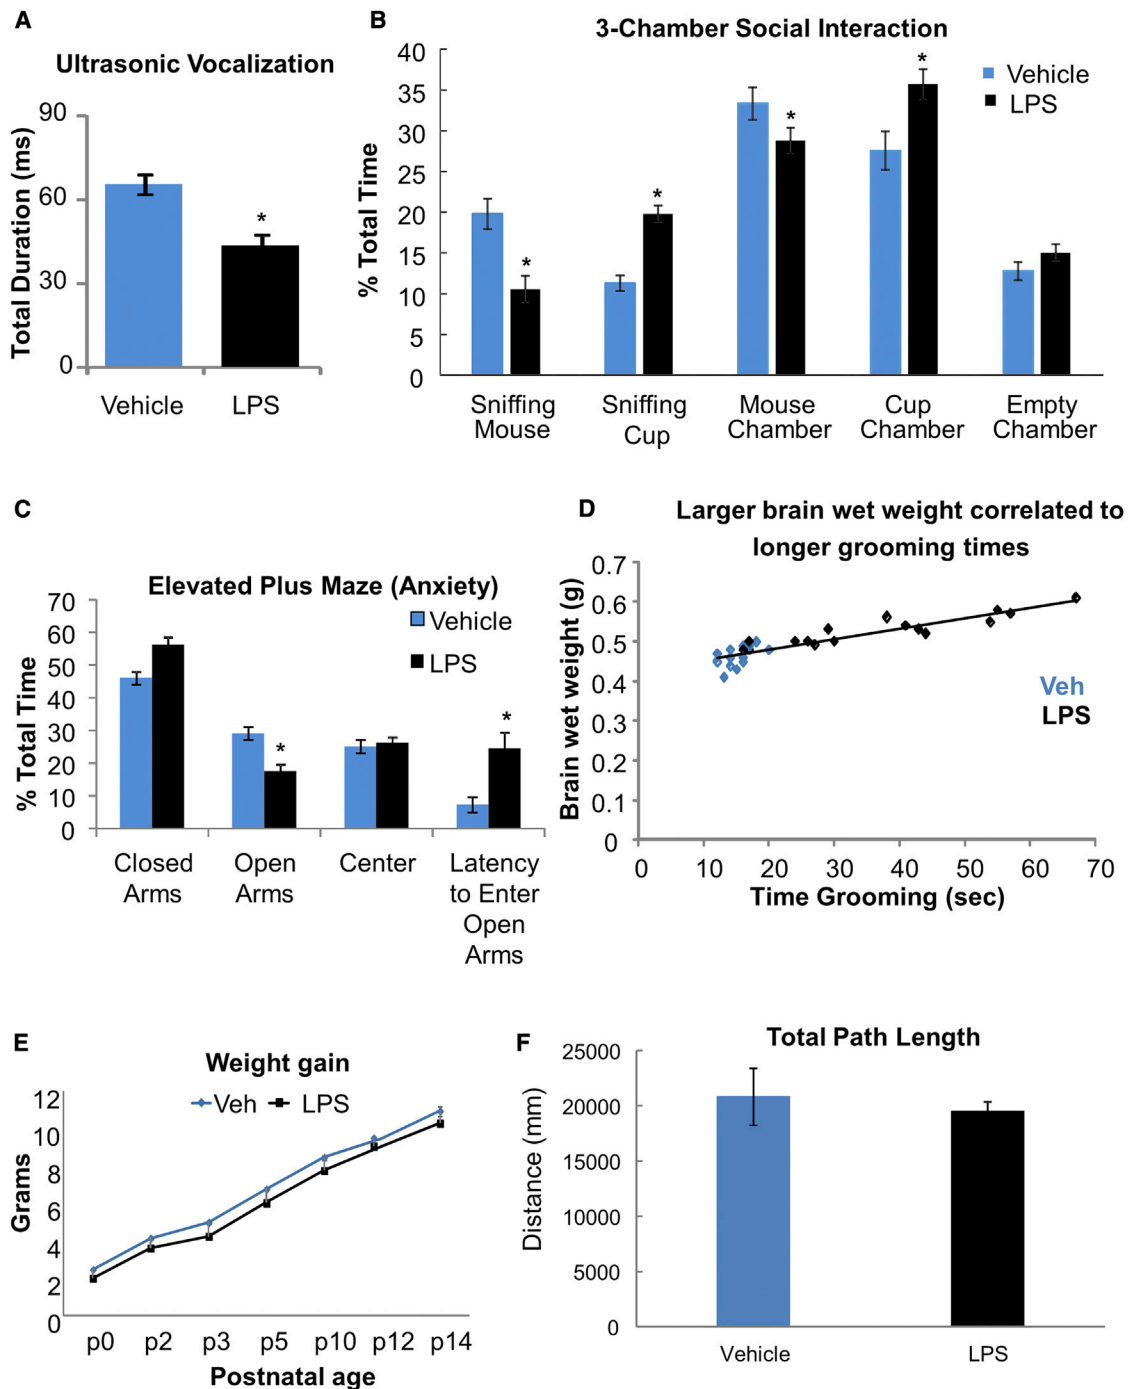 A
Ultrasonic Vocalization
Total Duration (ms)
90
60
30
0
*
Vehicle
LPS
B
3-Chamber Social Interaction
Vehicle
LPS
% Total Time
40
35
30
25
20
15
10
5
0
*
*
*
*
Sniffing
Mouse
Sniffing
Cup
Mouse
Chamber
Cup
Chamber
Empty
Chamber
C
Elevated Plus Maze (Anxiety)
Vehicle
LPS
% Total Time
70
60
50
40
30
20
10
0
*
*
Closed
Arms
Open
Arms
Center
Latency
to Enter
Open
Arms
D
Larger brain wet weight correlated to
longer grooming times
Brain wet weight (g)
0.7
0.6
0.5
0.4
0.3
0.2
0.1
0
Veh
LPS
0
10
20
30
40
50
60
70
Time Grooming (sec)
E
Weight gain
Veh
LPS
Grams
12
10
8
6
4
2
0
p0
p2
p3
p5
p10
p12
p14
Postnatal age
F
Total Path Length
Distance (mm)
25000
20000
15000
10000
5000
0
Vehicle
LPS